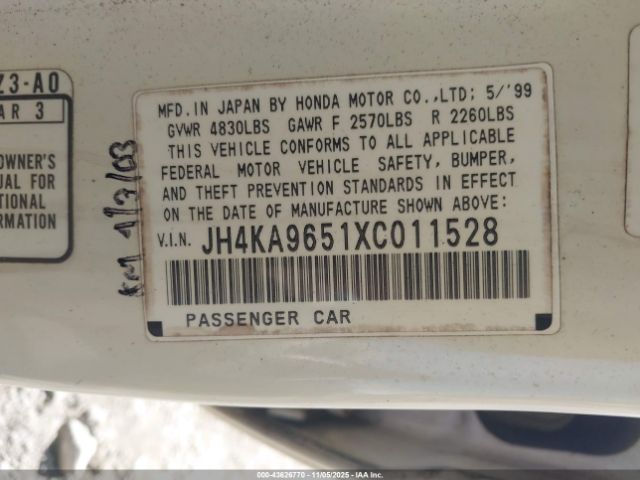 Z3-A0
AR 3
OWNER'S
UAL FOR
TIONAL
ORMATION
MFD. IN JAPAN BY HONDA MOTOR CO.,LTD; 5/'99
GVWR 4830LBS GAWR F 2570LBS R 2260LBS
THIS VEHICLE CONFORMS TO ALL APPLICABLE
FEDERAL MOTOR VEHICLE SAFETY, BUMPER,
AND THEFT PREVENTION STANDARDS IN EFFECT
ON THE DATE OF MANUFACTURE SHOWN ABOVE:
V.I.N. JH4KA9651XC011528
PASSENGER CAR
© 00--43626770 - 11/05/2025 - IAA Inc.